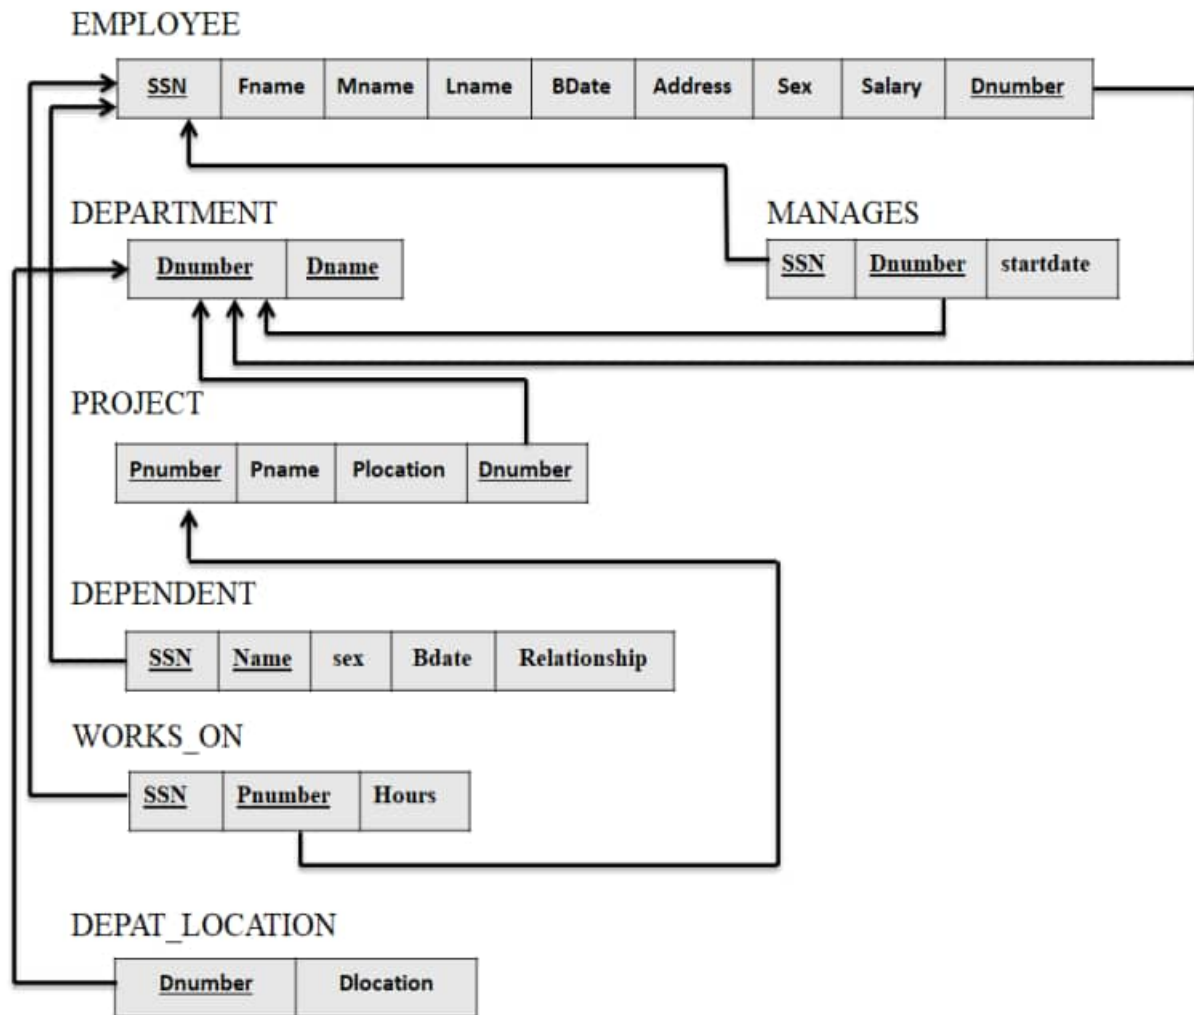 EMPLOYEE
SSN Fname Mname Lname BDate Address Sex Salary Dnumber
DEPARTMENT MANAGES
Dnumber Dname SSN Dnumber startdate
PROJECT
Pnumber Pname Plocation Dnumber
DEPENDENT
SSN Name sex Bdate Relationship
WORKS_ON
SSN Pnumber Hours
DEPAT_LOCATION
Dnumber Dlocation